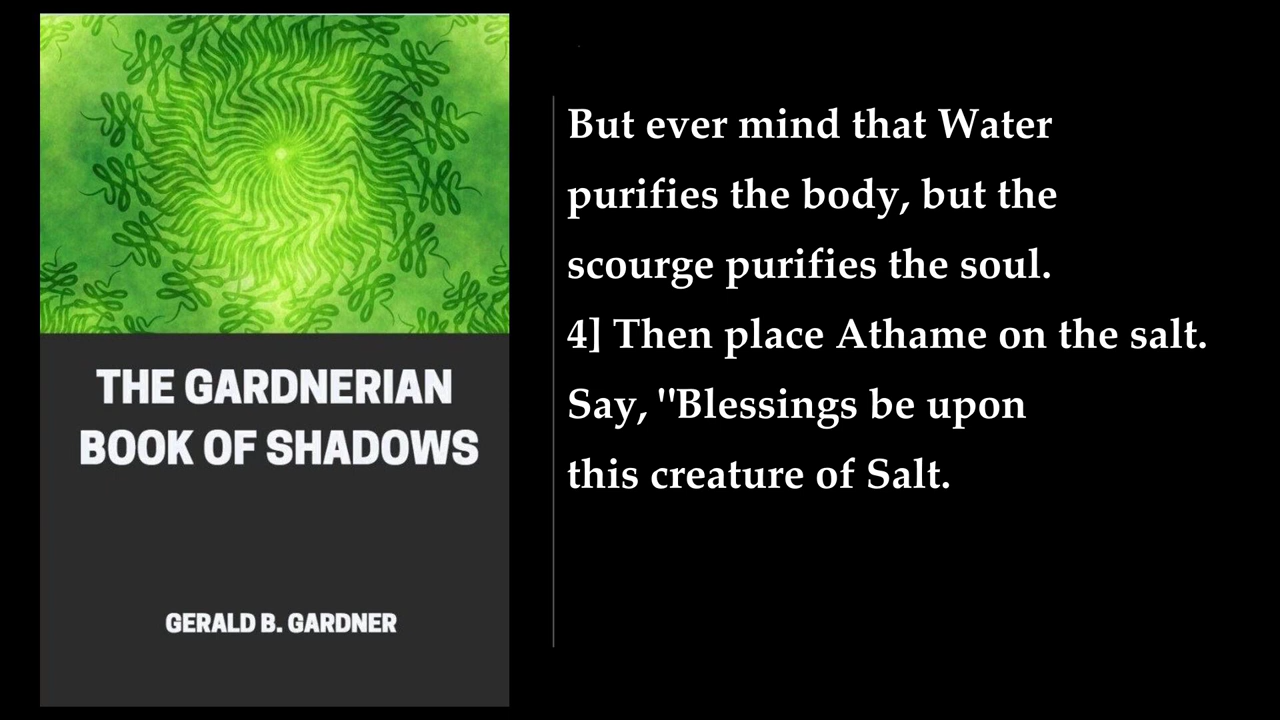 THE GARDNERIAN
BOOK OF SHADOWS
GERALD B. GARDNER
But ever mind that Water
purifies the body, but the
scourge purifies the soul.
4] Then place Athame on the salt.
Say, "Blessings be upon
this creature of Salt.